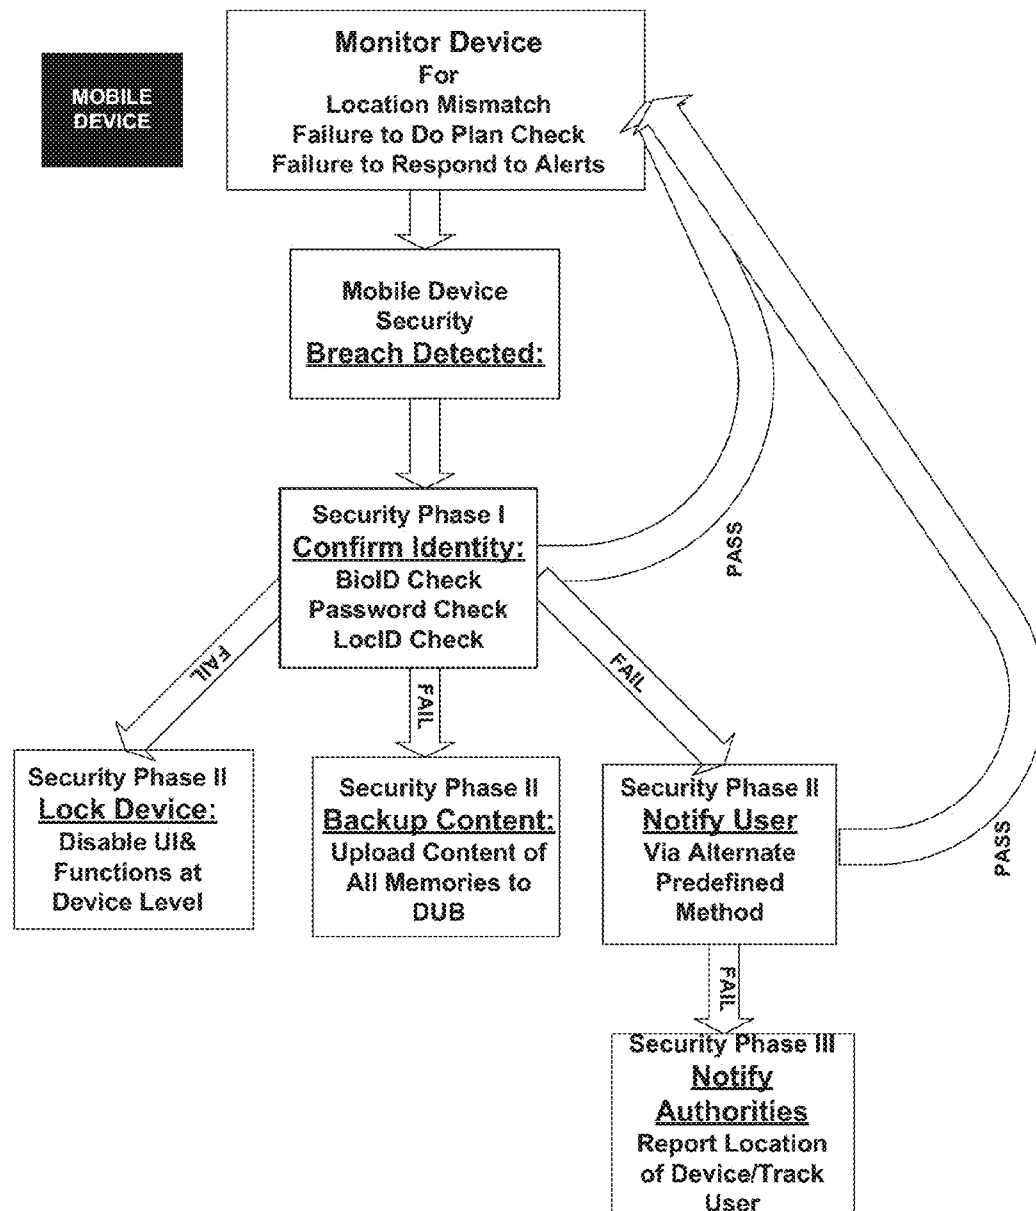 Monitor Device
For
Location Mismatch
Failure to Do Plan Check
Failure to Respond to Alerts
MOBILE
DEVICE
Mobile Device
Security
Breach Detected:
Security Phase I
Confirm Identity:
BioID Check
Password Check
LocID Check
PASS
FAIL
FAIL
FAIL
Security Phase II
Lock Device:
Disable UI&
Functions at
Device Level
Security Phase II
Backup Content:
Upload Content of
All Memories to
DUB
Security Phase II
Notify User
Via Alternate
Predefined
Method
PASS
FAIL
Security Phase III
Notify
Authorities
Report Location
of Device/Track
User